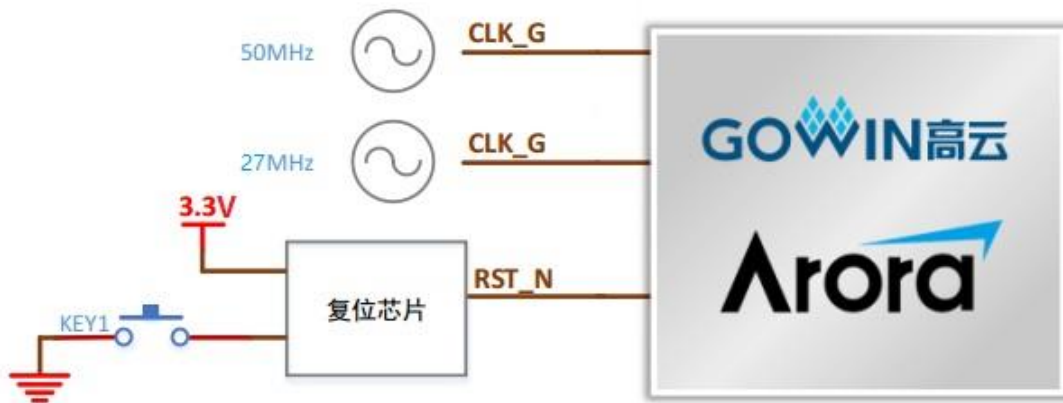 50MHz
CLK_G
27MHz
CLK_G
3.3V
KEY1
复位芯片
RST_N
GOWIN高云
Arora